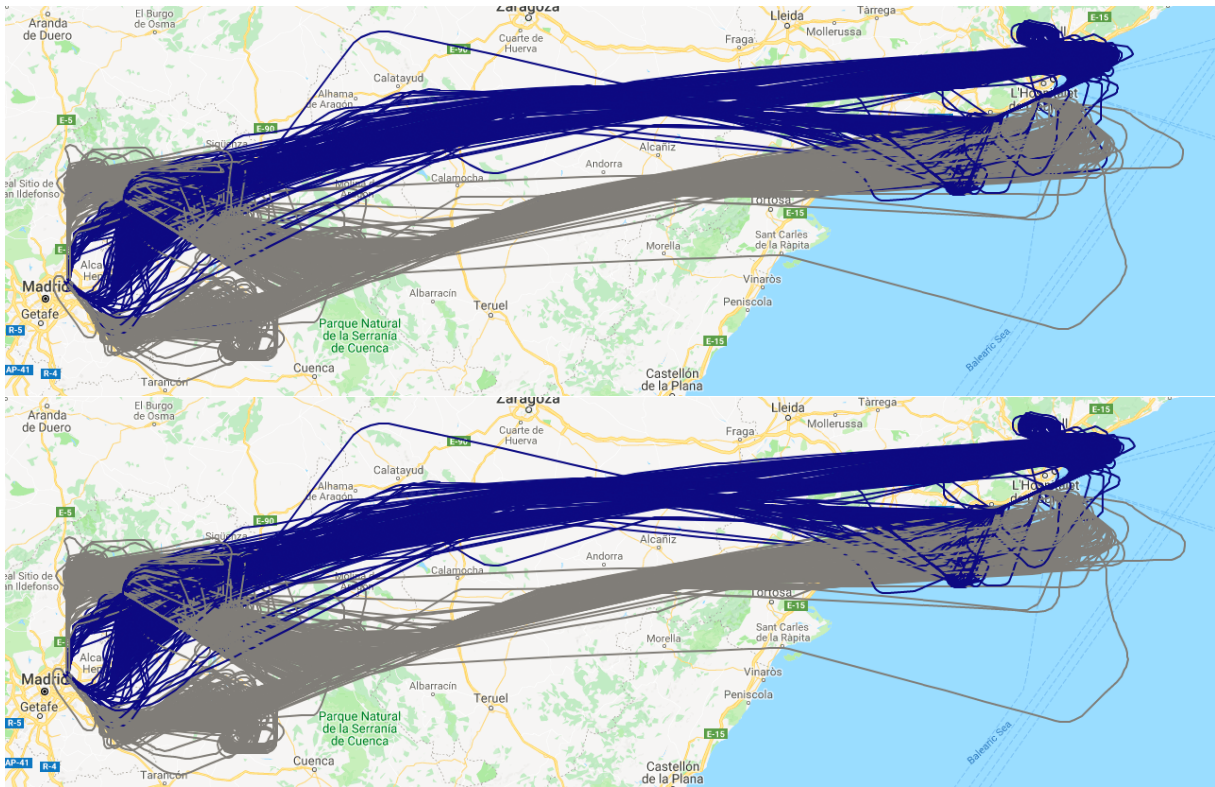 Zaragoza
El Burgo
de Osma
Aranda
de Duero
Cuarte de
Huerva
Fraga
Lleida
Tàrrega
Mollerussa
E-15
E-90
Calatayud
Alhama
de Aragón
E-5
E-90
Sigüenza
Alcañiz
Andorra
Calamocha
Tortosa
E-15
Sant Carles
de la Ràpita
Morella
Vinaròs
Peniscola
Albarracín
Teruel
Madrid
Getafe
R-5
Parque Natural
de la Serranía
de Cuenca
E-15
Balearic Sea
AP-41
R-4
Tarancón
Cuenca
Castellón
de la Plana
Zaragoza
El Burgo
de Osma
Aranda
de Duero
Cuarte de
Huerva
Fraga
Lleida
Tàrrega
Mollerussa
E-15
E-90
Calatayud
Alhama
de Aragón
E-5
E-90
Sigüenza
Alcañiz
Andorra
Calamocha
Tortosa
E-15
Sant Carles
de la Ràpita
Morella
Vinaròs
Peniscola
Albarracín
Teruel
Madrid
Getafe
R-5
Parque Natural
de la Serranía
de Cuenca
E-15
Balearic Sea
AP-41
R-4
Tarancón
Cuenca
Castellón
de la Plana